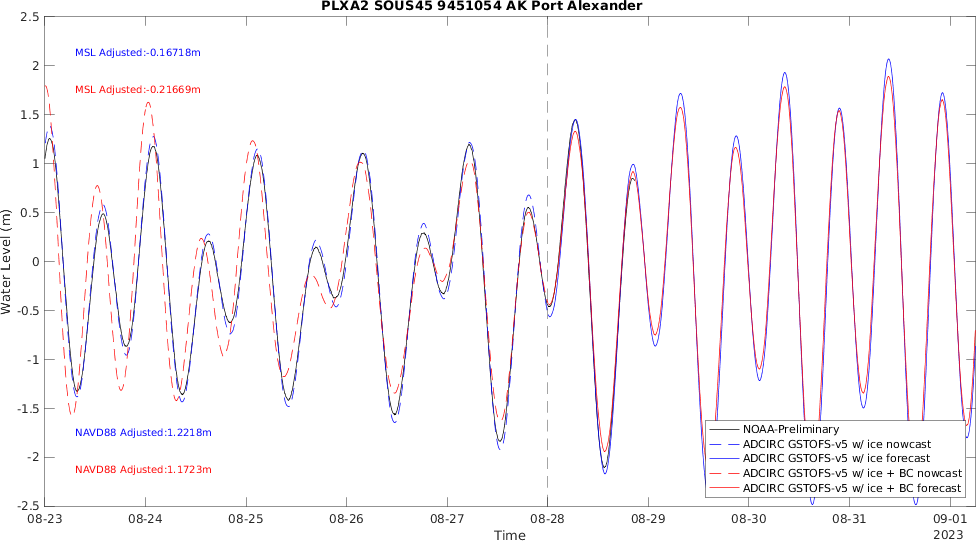 PLXA2 SOUS45 9451054 AK Port Alexander
MSL Adjusted:-0.16718m
MSL Adjusted:-0.21669m
NAVD88 Adjusted:1.2218m
NAVD88 Adjusted:1.1723m
Water Level (m)
2.5
2
1.5
1
0.5
0
-0.5
-1
-1.5
-2
-2.5
NOAA-Preliminary
ADCIRC GSTOFS-v5 w/ ice nowcast
ADCIRC GSTOFS-v5 w/ ice forecast
ADCIRC GSTOFS-v5 w/ ice + BC nowcast
ADCIRC GSTOFS-v5 w/ ice + BC forecast
08-23 08-24 08-25 08-26 08-27 08-28 08-29 08-30 08-31 09-01
2023
Time